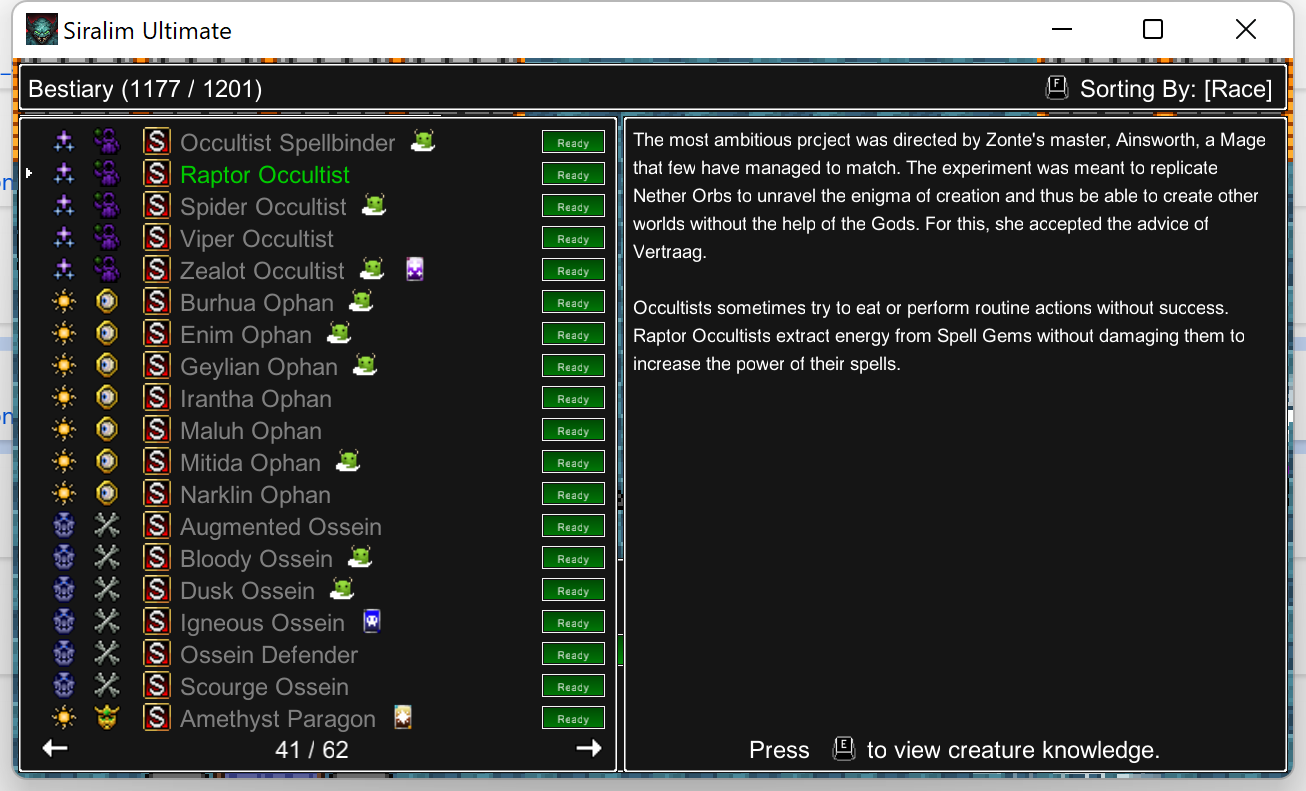 Siralim Ultimate
Bestiary (1177 / 1201)
F Sorting By: [Race]
S Occultist Spellbinder Ready
S Raptor Occultist Ready
S Spider Occultist Ready
S Viper Occultist Ready
S Zealot Occultist Ready
S Burhua Ophan Ready
S Enim Ophan Ready
S Geylian Ophan Ready
S Irantha Ophan Ready
S Maluh Ophan Ready
S Mitida Ophan Ready
S Narklin Ophan Ready
S Augmented Ossein Ready
S Bloody Ossein Ready
S Dusk Ossein Ready
S Igneous Ossein Ready
S Ossein Defender Ready
S Scourge Ossein Ready
S Amethyst Paragon Ready
41 / 62
The most ambitious project was directed by Zonte's master, Ainsworth, a Mage
that few have managed to match. The experiment was meant to replicate
Nether Orbs to unravel the enigma of creation and thus be able to create other
worlds without the help of the Gods. For this, she accepted the advice of
Vertraag.
Occultists sometimes try to eat or perform routine actions without success.
Raptor Occultists extract energy from Spell Gems without damaging them to
increase the power of their spells.
Press E to view creature knowledge.